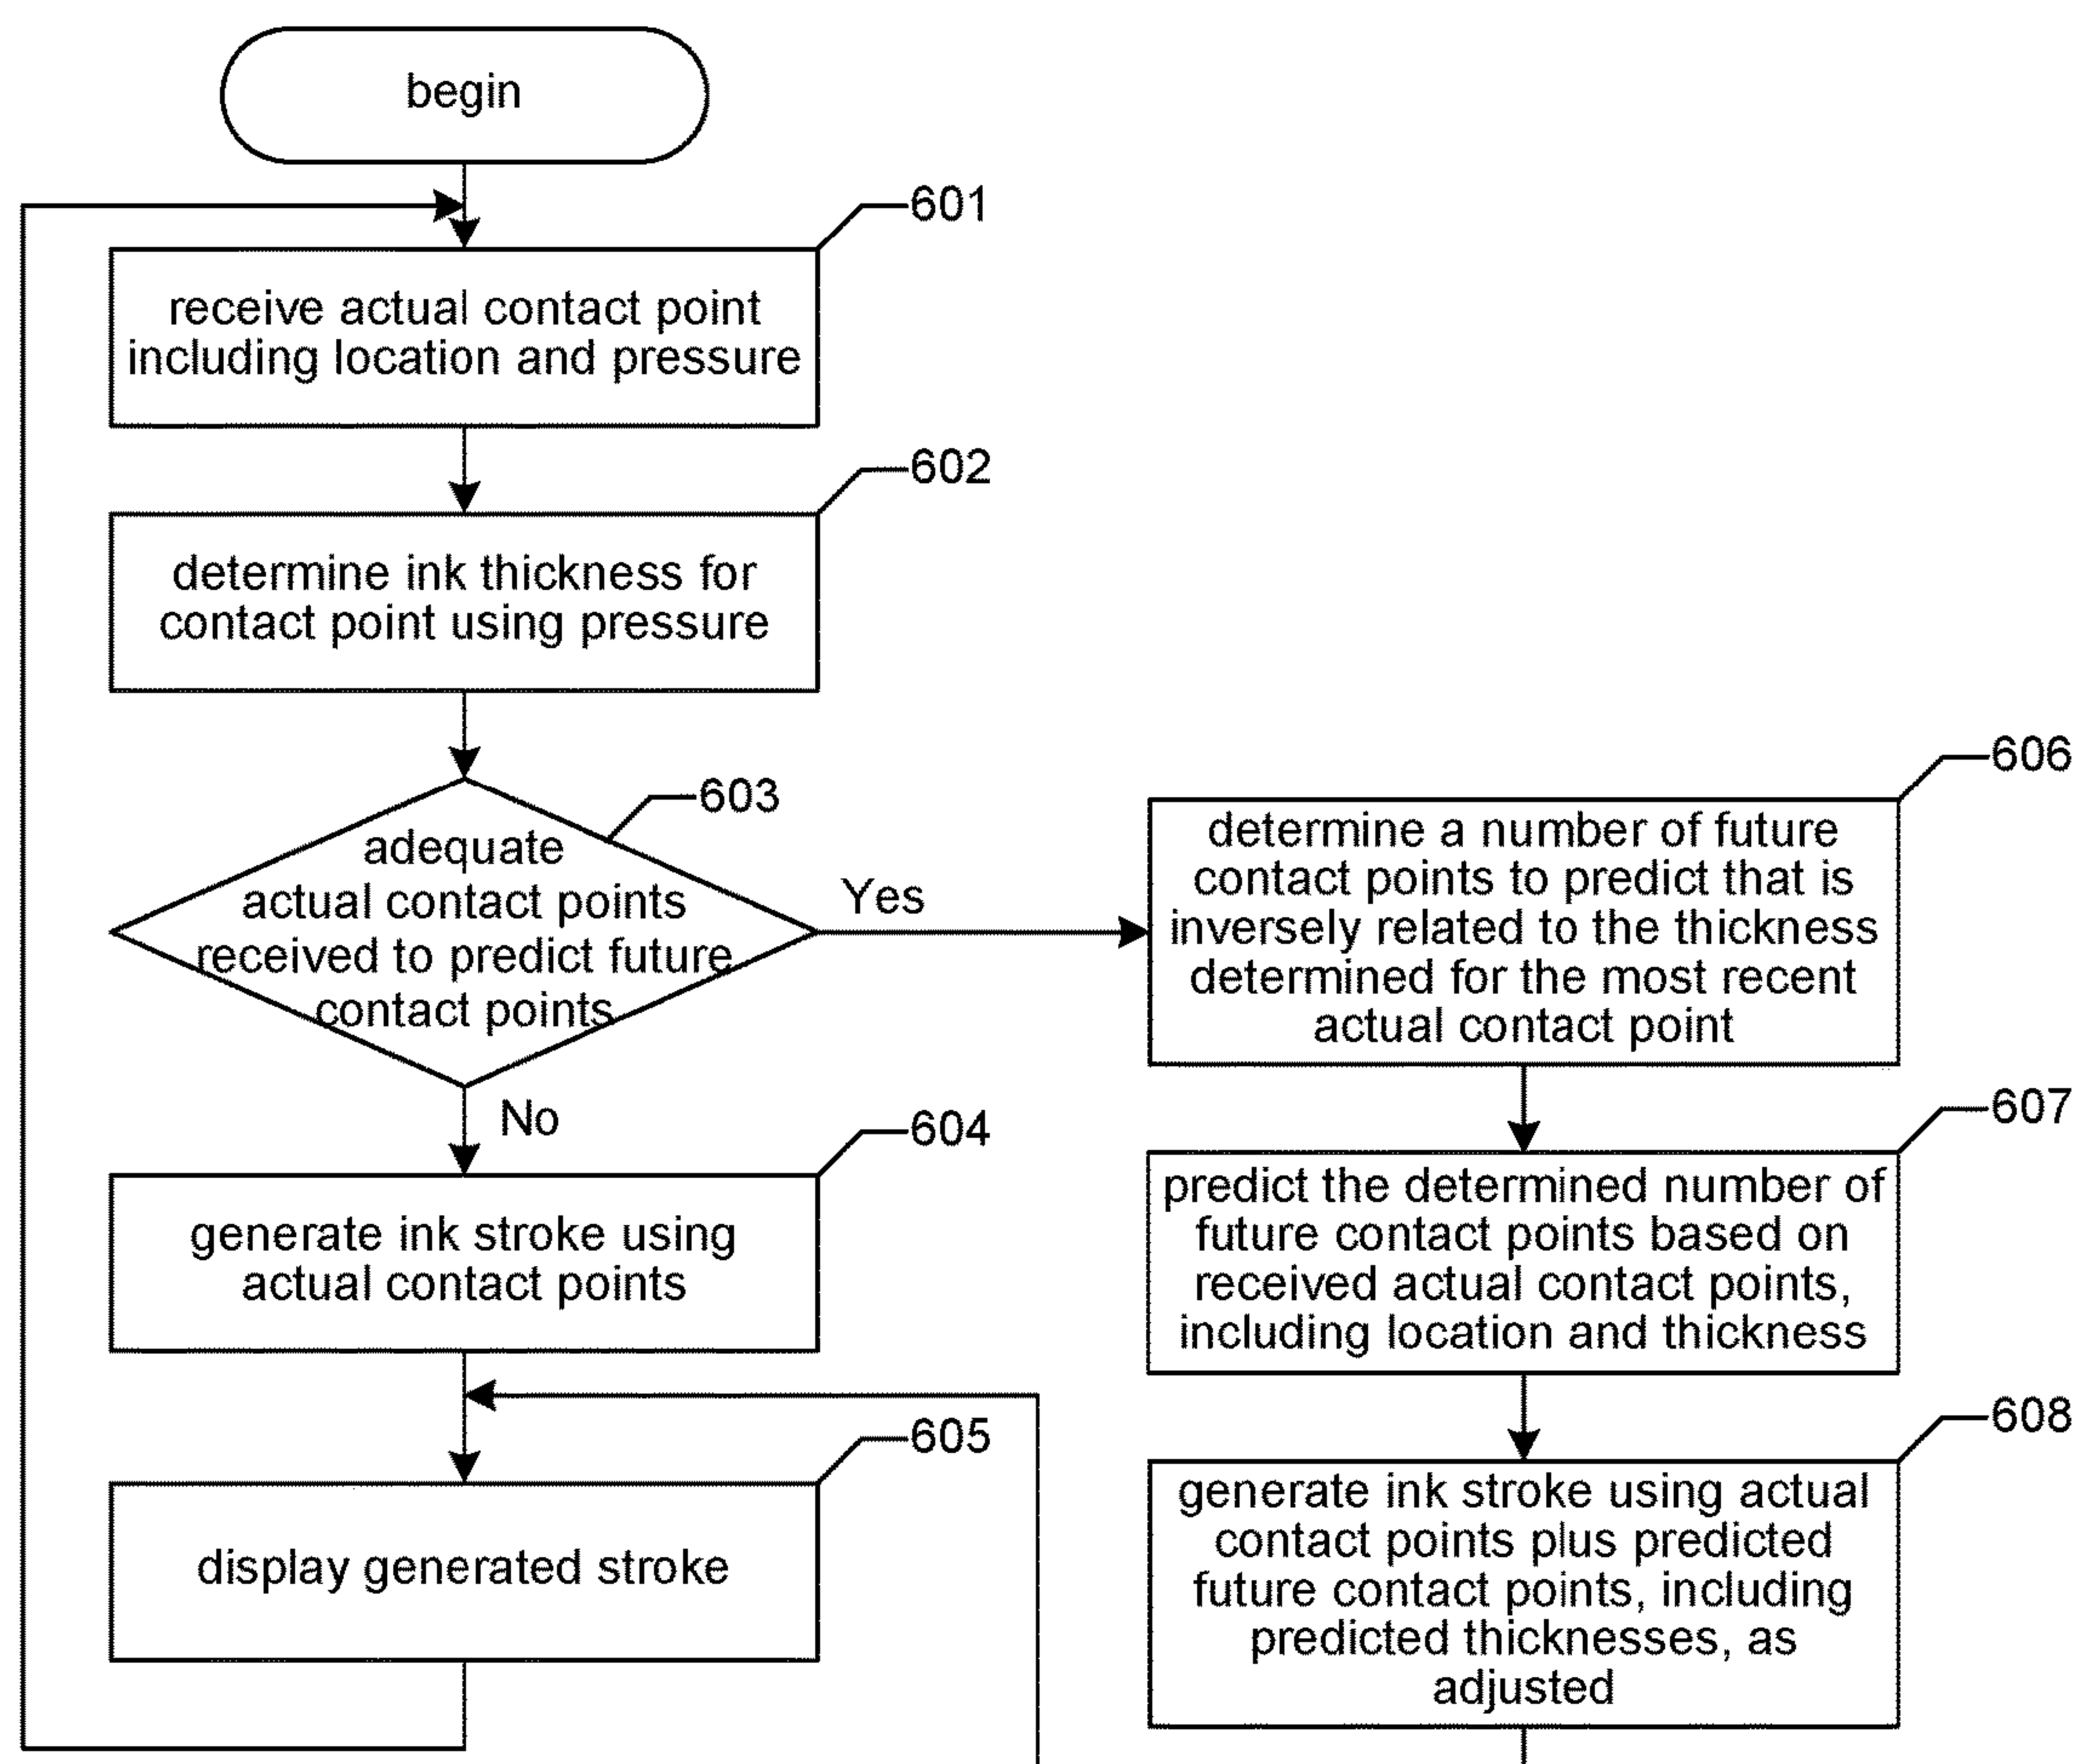 begin
601
receive actual contact point
including location and pressure
602
determine ink thickness for
contact point using pressure
603
adequate
actual contact points
received to predict future
contact points
Yes
No
604
generate ink stroke using
actual contact points
605
display generated stroke
606
determine a number of future
contact points to predict that is
inversely related to the thickness
determined for the most recent
actual contact point
607
predict the determined number of
future contact points based on
received actual contact points,
including location and thickness
608
generate ink stroke using actual
contact points plus predicted
future contact points, including
predicted thicknesses, as
adjusted